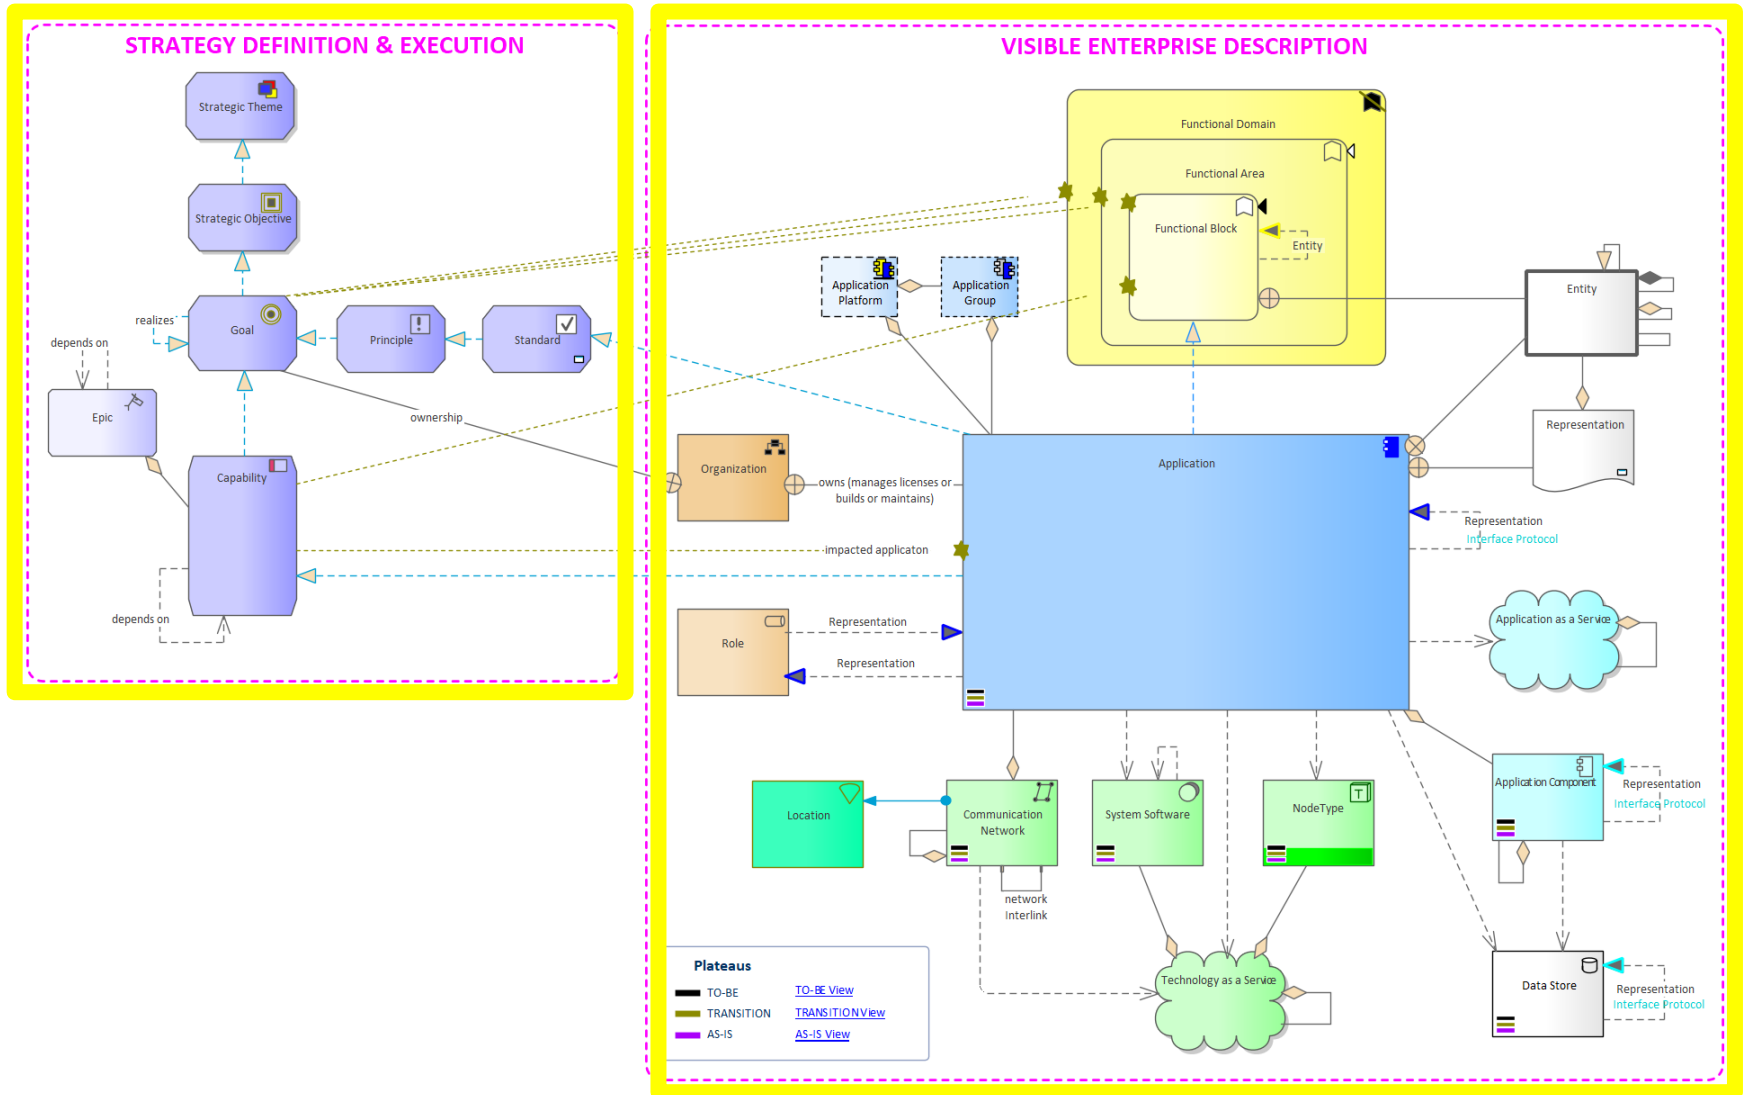 STRATEGY DEFINITION & EXECUTION
Strategic Theme
Strategic Objective
realizes
Goal
Principle
Standard
depends on
Epic
ownership
Capability
depends on
VISIBLE ENTERPRISE DESCRIPTION
Functional Domain
Functional Area
Functional Block
Entity
Application
Platform
Application
Group
Entity
Representation
Organization
owns (manages licenses or
builds or maintains)
Application
Representation
Interface Protocol
impacted applicaton
Role
Representation
Representation
Application as a Service
Location
Communication
Network
System Software
NodeType
T
Application Component
Representation
Interface Protocol
network
Interlink
Technology as a Service
Data Store
Representation
Interface Protocol
Plateaus
TO-BE
TO-BE View
TRANSITION
TRANSITION View
AS-IS
AS-IS View